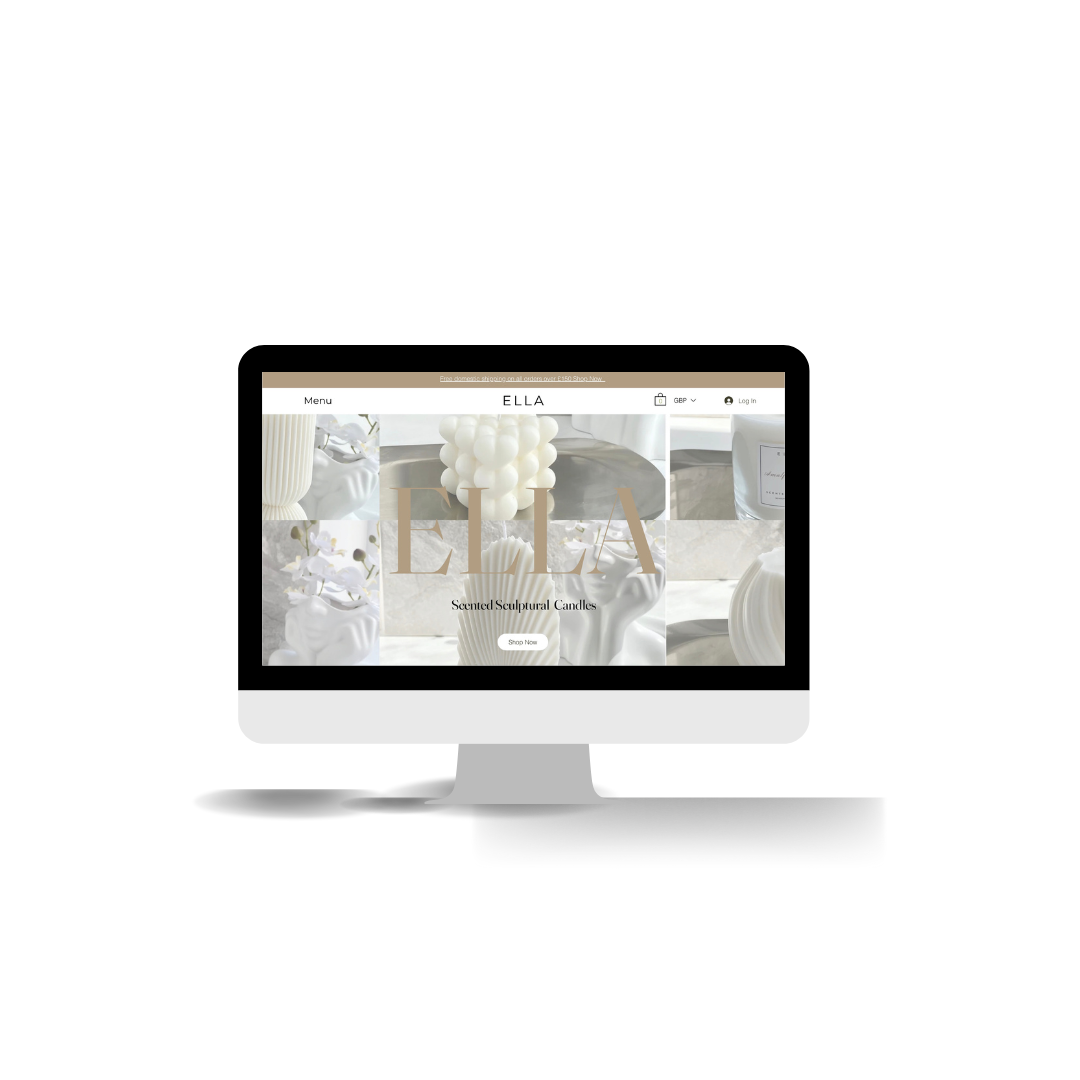 Free domestic shipping on all orders over £150 Shop Now
Menu
ELLA
0
GBP
Log In
ELLA
Scented Sculptural Candles
Shop Now